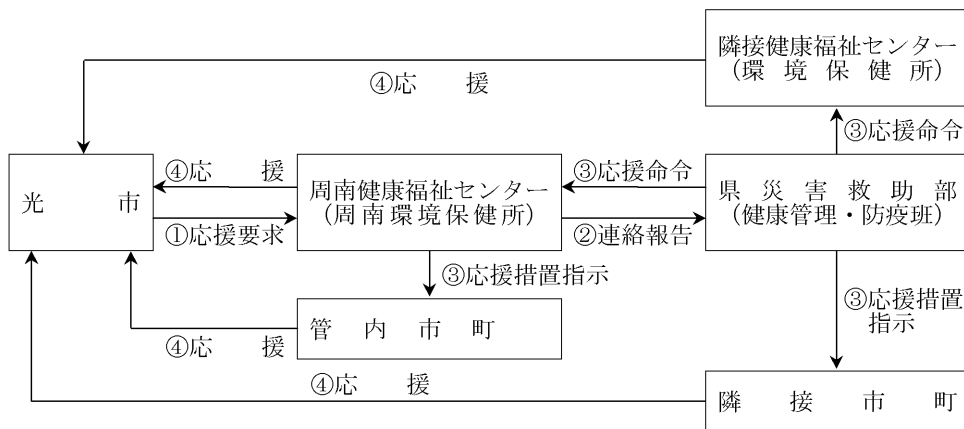 隣接健康福祉センター
（環境保健所）
④応援
③応援命令
光市
④応援
①応援要求
周南健康福祉センター
（周南環境保健所）
③応援命令
②連絡報告
県災害救助部
（健康管理・防疫班）
③応援措置指示
③応援措置
指示
管内市町
④応援
④応援
隣接市町